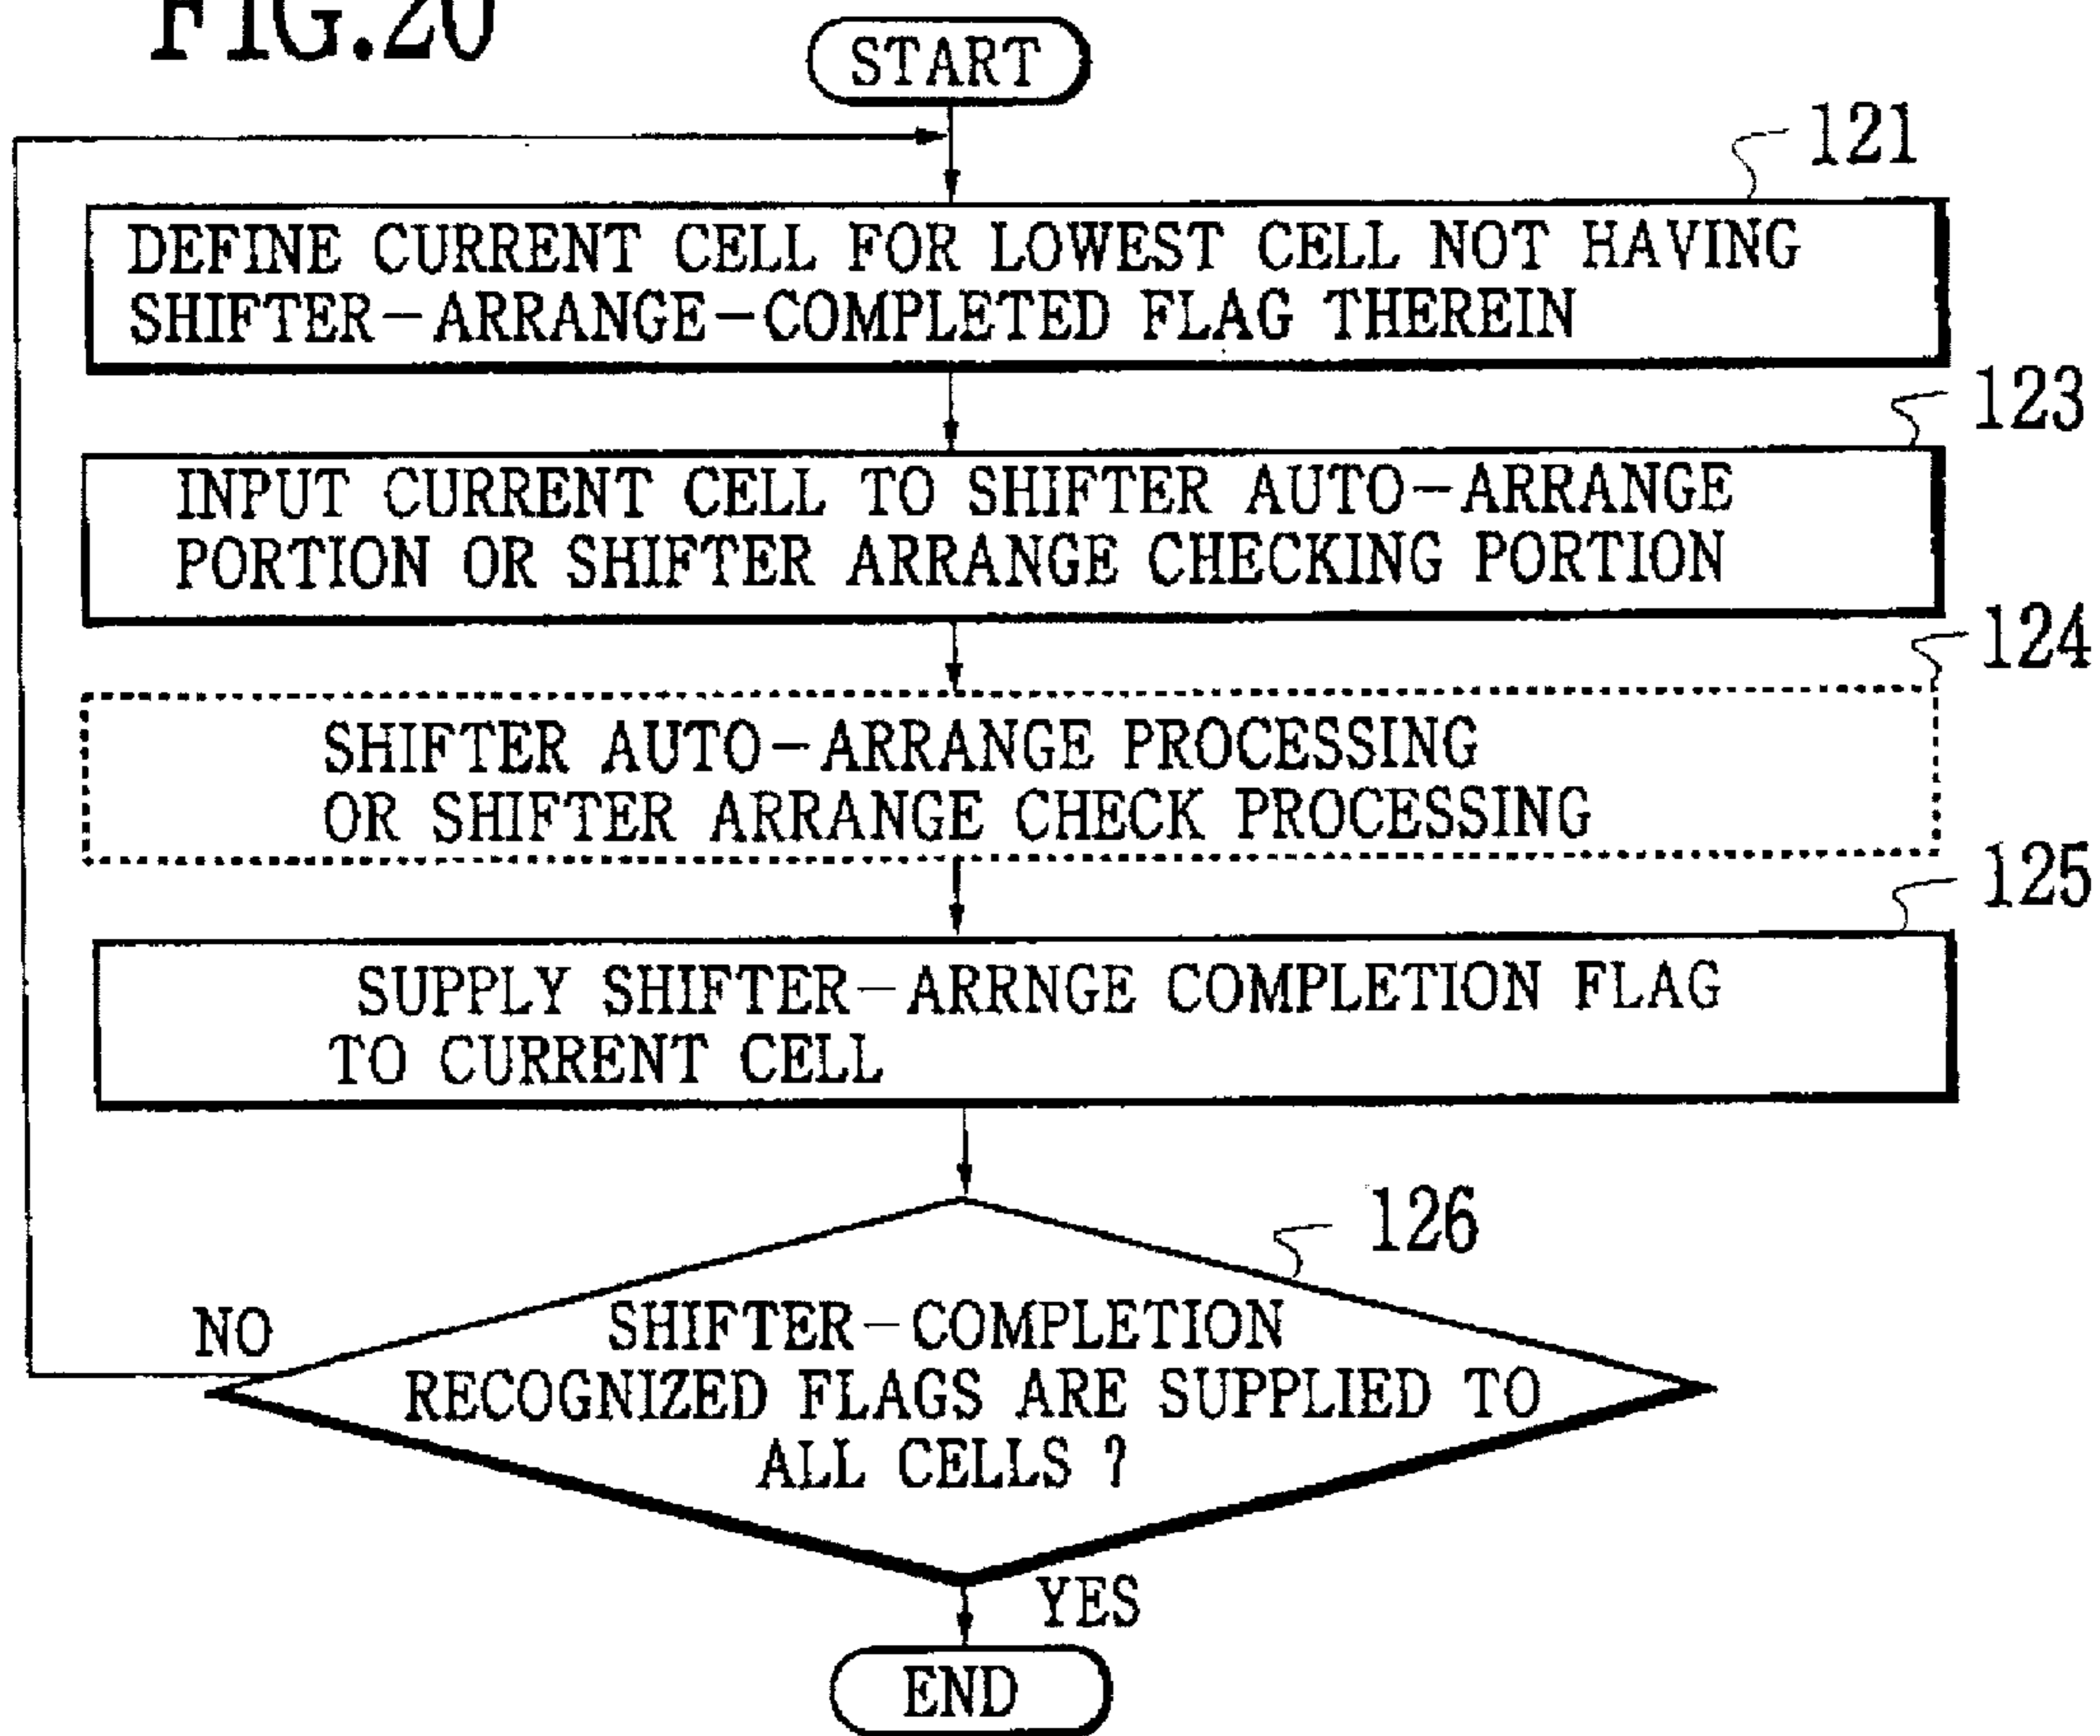 FIG.20
START
121
DEFINE CURRENT CELL FOR LOWEST CELL NOT HAVING
SHIFTER-ARRANGE-COMPLETED FLAG THEREIN
123
INPUT CURRENT CELL TO SHIFTER AUTO-ARRANGE
PORTION OR SHIFTER ARRANGE CHECKING PORTION
124
SHIFTER AUTO-ARRANGE PROCESSING
OR SHIFTER ARRANGE CHECK PROCESSING
125
SUPPLY SHIFTER-ARRNGE COMPLETION FLAG
TO CURRENT CELL
126
NO
SHIFTER-COMPLETION
RECOGNIZED FLAGS ARE SUPPLIED TO
ALL CELLS ?
YES
END